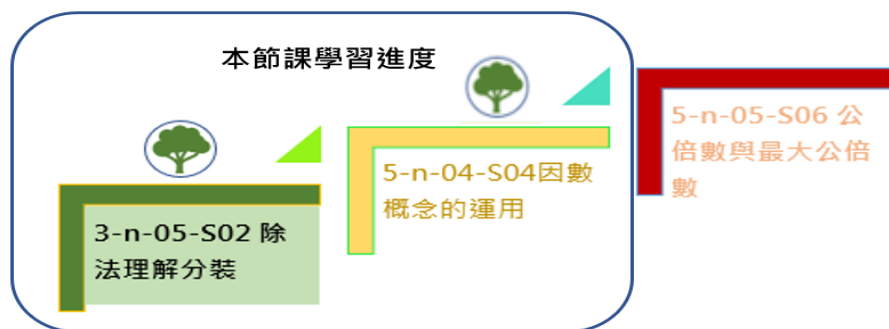 本節課學習進度
3-n-05-S02 除
法理解分裝
5-n-04-S04因數
概念的運用
5-n-05-S06 公
倍數與最大公倍
數